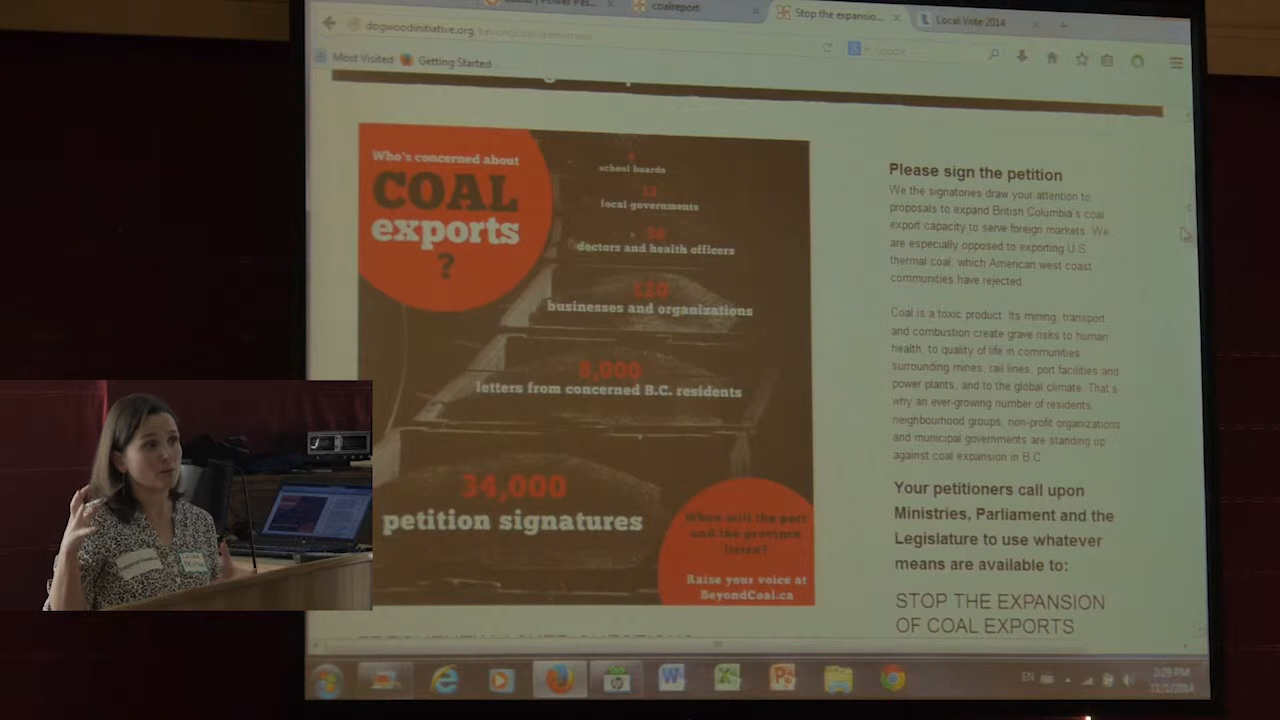 coalreport
Stop the expansio...
Local Vote 2014
dogwoodinitiative.org
Google
Most Visited
Getting Started
Who's concerned about
COAL
exports
?
school boards
local governments
doctors and health officers
businesses and organizations
letters from concerned B.C. residents
34,000
petition signatures
When will the port
and the province
listen?
Raise your voice at
BeyondCoal.ca
Please sign the petition
We the signatories draw your attention to
proposals to expand British Columbia's coal
export capacity to serve foreign markets. We
are especially opposed to exporting U.S.
thermal coal, which American west coast
communities have rejected.
Coal is a toxic product. Its mining, transport
and combustion create grave risks to human
health, to quality of life in communities
surrounding mines, rail lines, port facilities and
power plants, and to the global climate. That's
why an ever-growing number of residents
neighbourhood groups, non-profit organizations
and municipal governments are standing up
against coal expansion in B.C
Your petitioners call upon
Ministries, Parliament and the
Legislature to use whatever
means are available to:
STOP THE EXPANSION
OF COAL EXPORTS
EN
2:29 PM